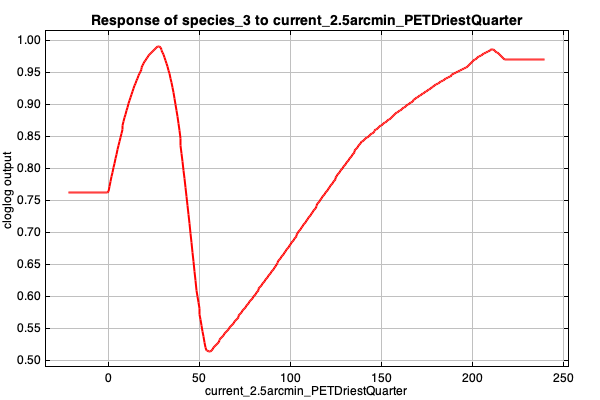 Response of species_3 to current_2.5arcmin_PETDriestQuarter
1.00
0.95
0.90
0.85
0.80
0.75
0.70
0.65
0.60
0.55
0.50
cloglog output
0 50 100 150 200 250
current_2.5arcmin_PETDriestQuarter